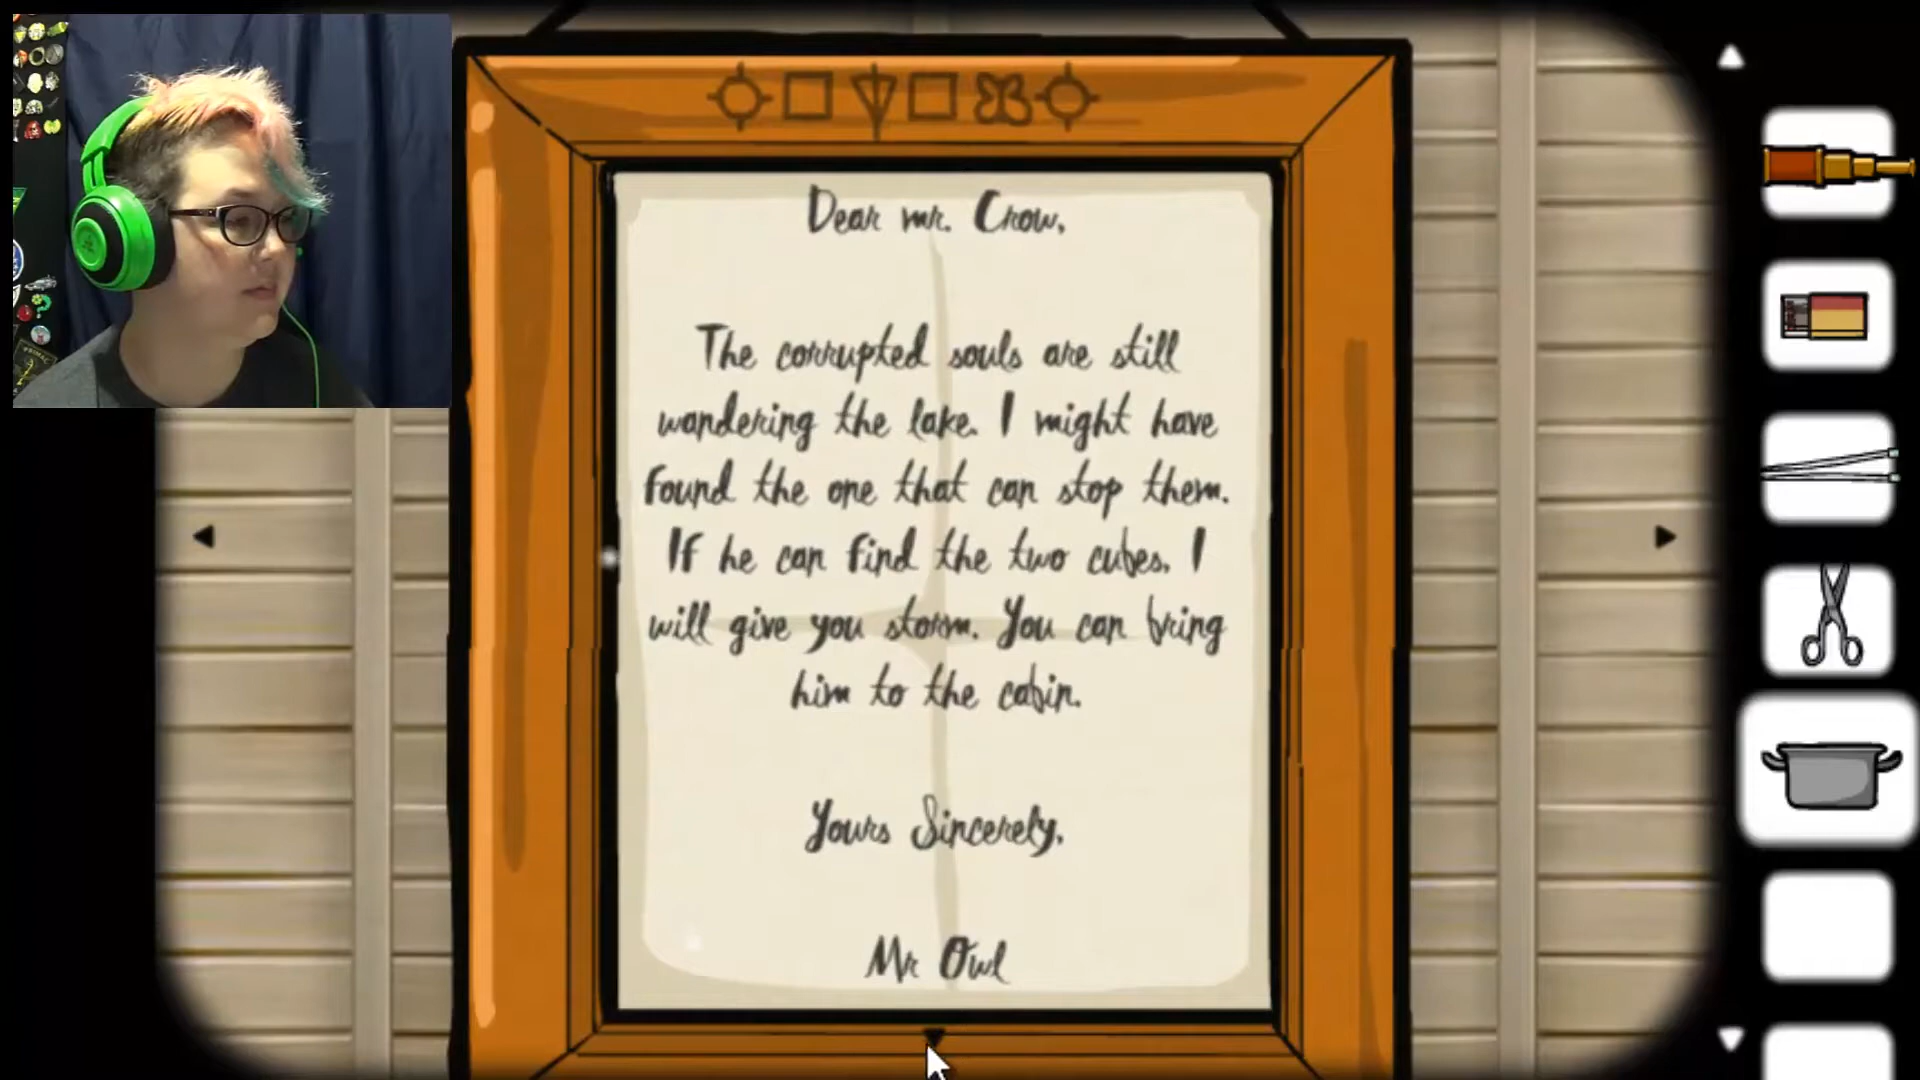 Dear mr. Crow,
The corrupted souls are still
wandering the lake. I might have
found the one that can stop them.
If he can find the two cubes, I
will give you storm. You can bring
him to the cabin.
Yours Sincerely,
Mr Owl